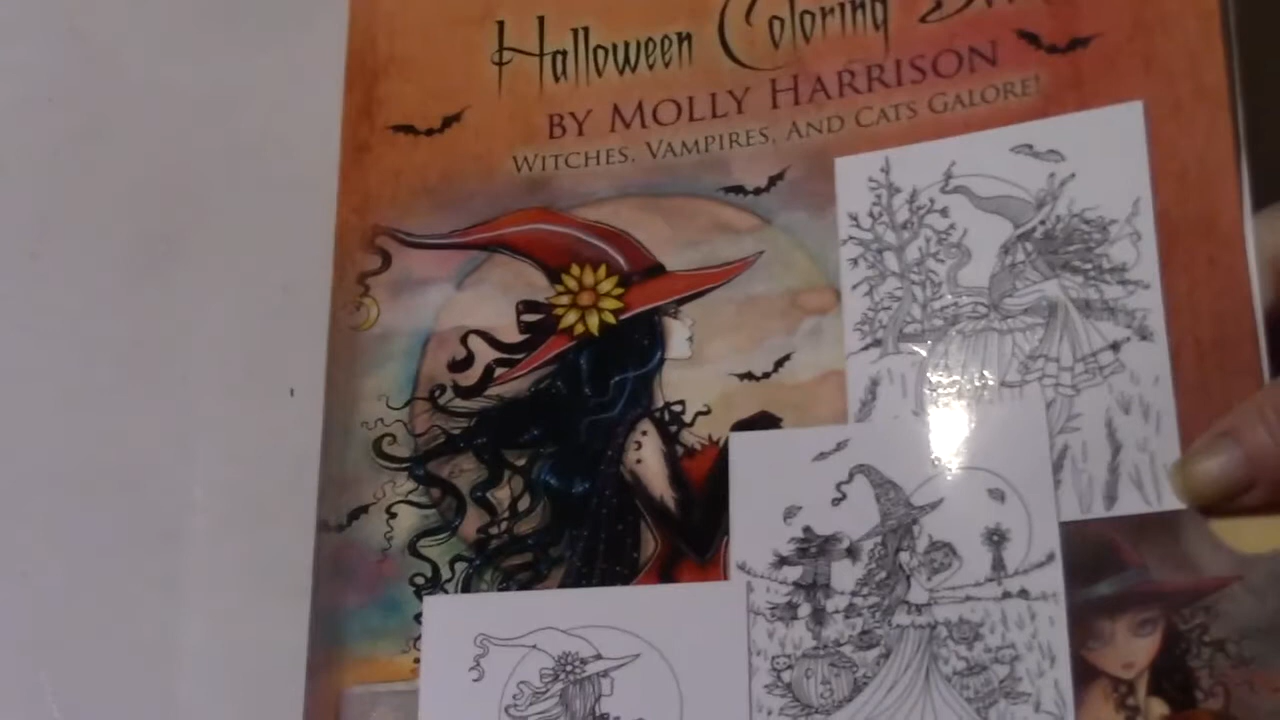 Halloween Coloring
BY MOLLY HARRISON
WITCHES, VAMPIRES, AND CATS GALORE!